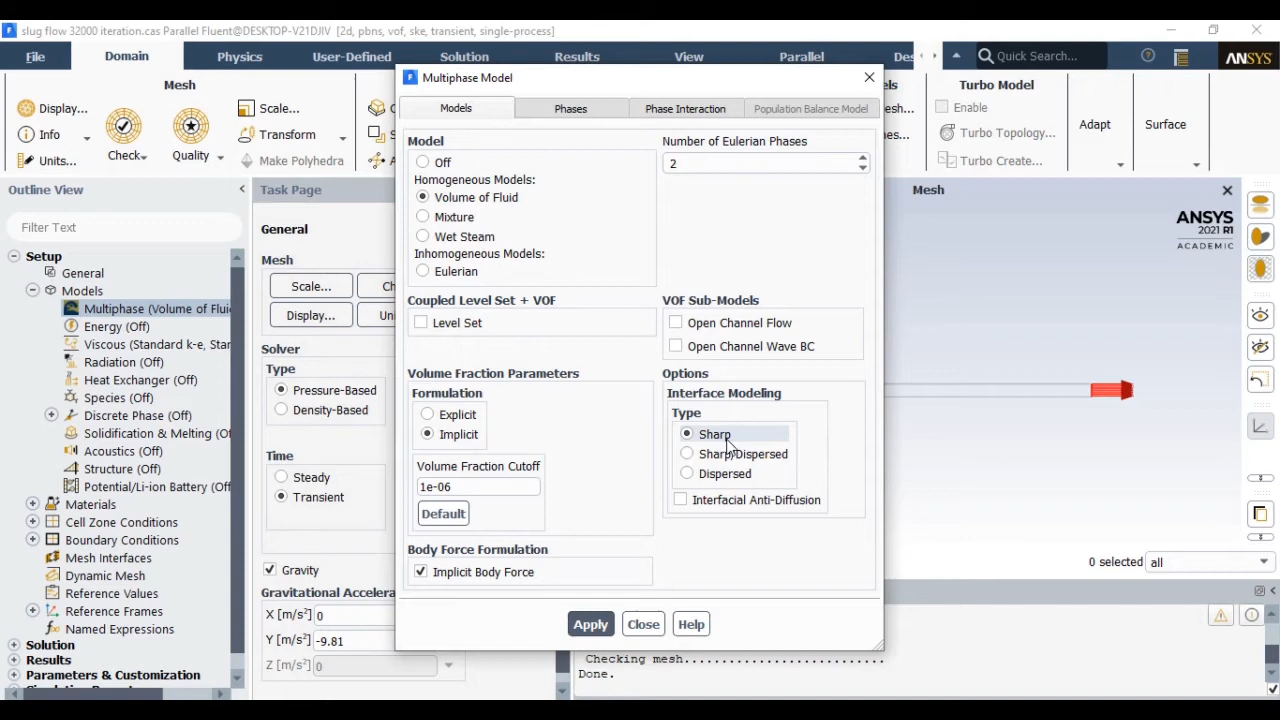 slug flow 32000 iteration.cas Parallel Fluent@DESKTOP-V21DJIV [2d, pbns, vof, ske, transient, single-process]
File Domain Physics User-Defined Solution Results View Parallel Des Quick Search... ANSYS
Mesh
Display...
Info
Units...
Check
Quality
Scale...
Transform
Make Polyhedra
Turbo Model
Enable
Turbo Topology...
Turbo Create...
Adapt
Surface
Outline View
Filter Text
Setup
General
Models
Multiphase (Volume of Flui
Energy (Off)
Viscous (Standard k-e, Stan
Radiation (Off)
Heat Exchanger (Off)
Species (Off)
Discrete Phase (Off)
Solidification & Melting (Off)
Acoustics (Off)
Structure (Off)
Potential/Li-ion Battery (Off)
Materials
Cell Zone Conditions
Boundary Conditions
Mesh Interfaces
Dynamic Mesh
Reference Values
Reference Frames
Named Expressions
Solution
Results
Parameters & Customization
Task Page
General
Mesh
Scale... Ch
Display... Un
Solver
Type
Pressure-Based
Density-Based
Time
Steady
Transient
Gravity
Gravitational Accelera
X [m/s²] 0
Y [m/s²] -9.81
Z [m/s²] 0
Multiphase Model
Models Phases Phase Interaction Population Balance Model
Model
Off
Homogeneous Models:
Volume of Fluid
Mixture
Wet Steam
Inhomogeneous Models:
Eulerian
Number of Eulerian Phases
2
Coupled Level Set + VOF
Level Set
VOF Sub-Models
Open Channel Flow
Open Channel Wave BC
Volume Fraction Parameters
Formulation
Explicit
Implicit
Volume Fraction Cutoff
1e-06
Default
Options
Interface Modeling
Type
Sharp
Sharp/Dispersed
Dispersed
Interfacial Anti-Diffusion
Body Force Formulation
Implicit Body Force
Apply Close Help
Mesh
ANSYS
2021 R1
ACADEMIC
0 selected all
Checking mesh.........................
Done.